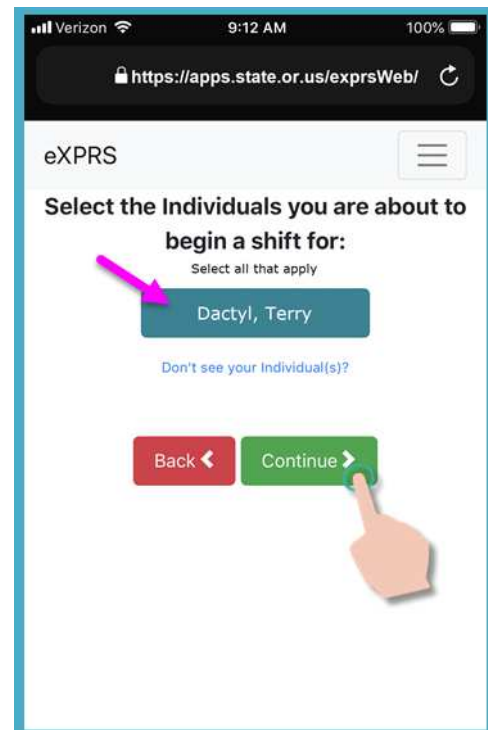 Verizon 9:12 AM 100%
https://apps.state.or.us/exprsWeb/
eXPRS
Select the Individuals you are about to
begin a shift for:
Select all that apply
Dactyl, Terry
Don't see your Individual(s)?
Back Continue